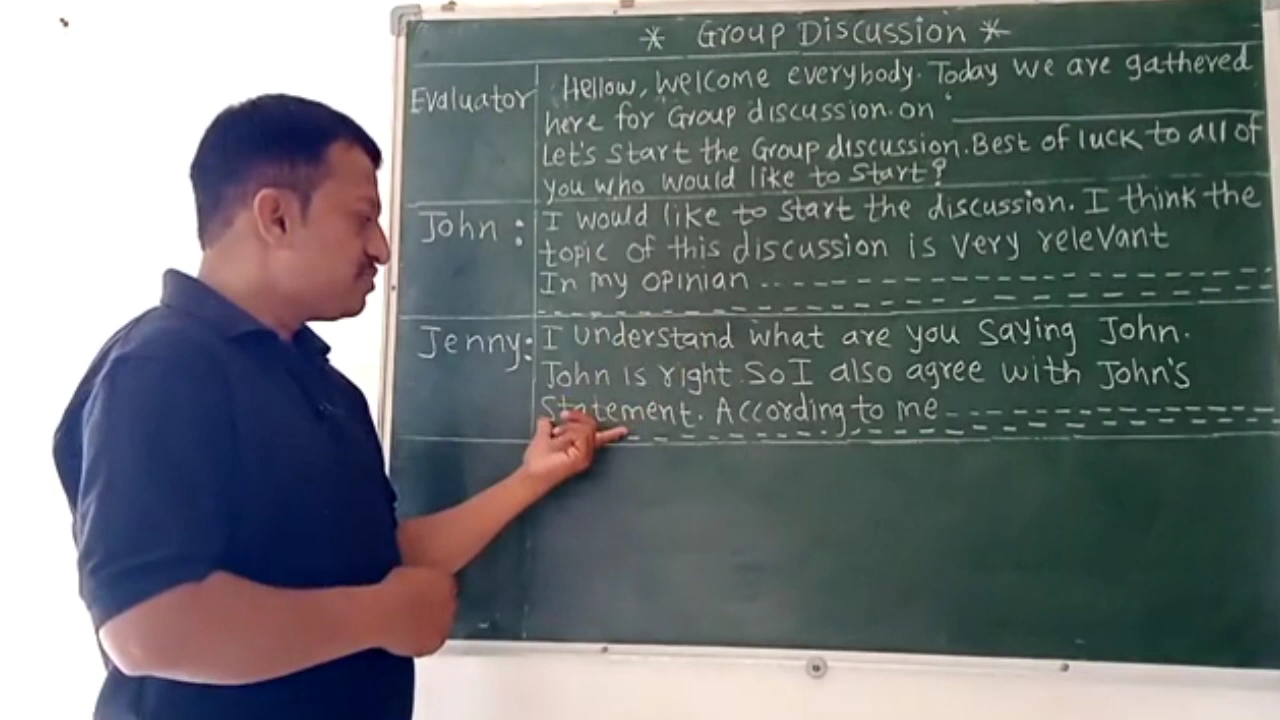 * Group Discussion *
Evaluator
Hellow, Welcome everybody. Today we are gathered
here for Group discussion. on
Let's start the Group discussion. Best of luck to all of
you who would like to start?
John :
I would like to start the discussion. I think the
topic of this discussion is very relevant
In my opinian
Jenny:
I understand what are you saying John.
John is right So I also agree with John's
Statement. According to me